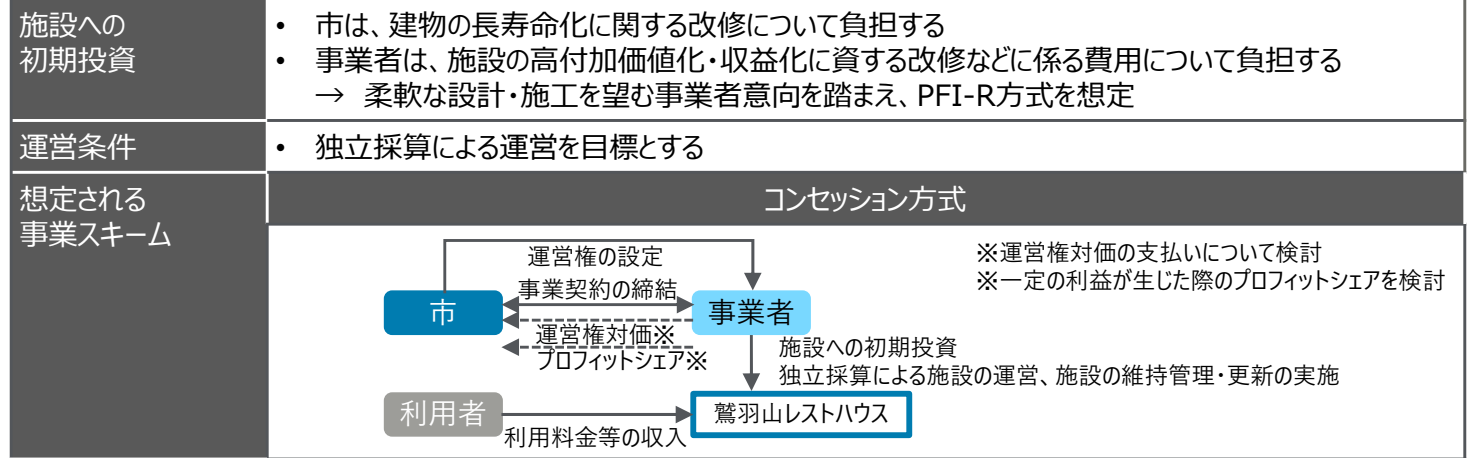 施設への
初期投資
• 市は、建物の長寿命化に関する改修について負担する
• 事業者は、施設の高付加価値化・収益化に資する改修などに係る費用について負担する
→ 柔軟な設計・施工を望む事業者意向を踏まえ、PFI-R方式を想定
運営条件
• 独立採算による運営を目標とする
想定される
事業スキーム
コンセッション方式
運営権の設定
※運営権対価の支払いについて検討
※一定の利益が生じた際のプロフィットシェアを検討
事業契約の締結
市
事業者
運営権対価※
プロフィットシェア※
施設への初期投資
独立採算による施設の運営、施設の維持管理・更新の実施
利用者
鷲羽山レストハウス
利用料金等の収入